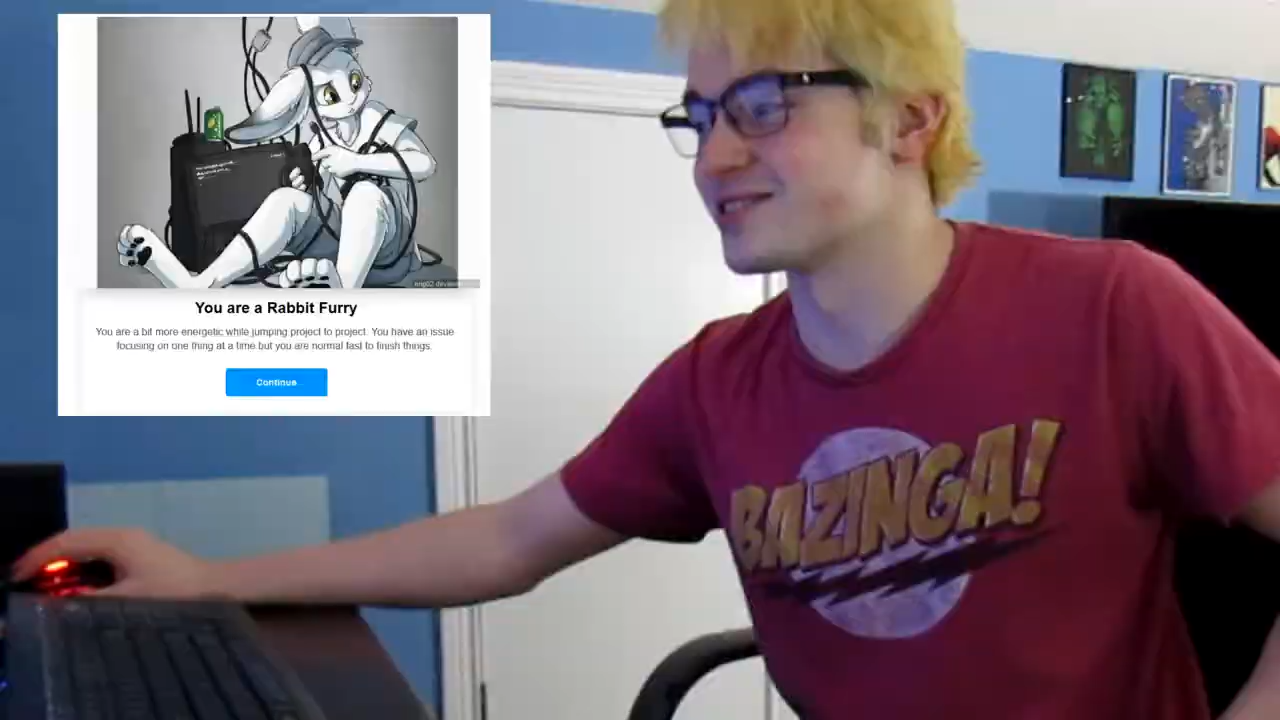 You are a Rabbit Furry
You are a bit more energetic while jumping project to project. You have an issue
focusing on one thing at a time but you are normal fast to finish things.
Continue
BAZINGA!